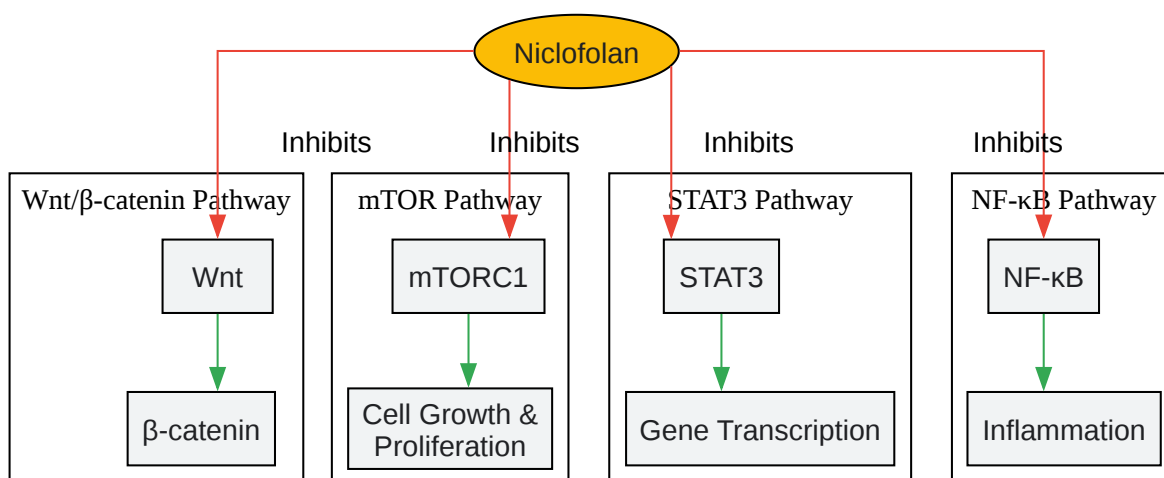 Niclofolan
Inhibits
Inhibits
Inhibits
Inhibits
Wnt/β-catenin Pathway
mTOR Pathway
STAT3 Pathway
NF-κB Pathway
Wnt
mTORC1
STAT3
NF-κB
β-catenin
Cell Growth &
Proliferation
Gene Transcription
Inflammation